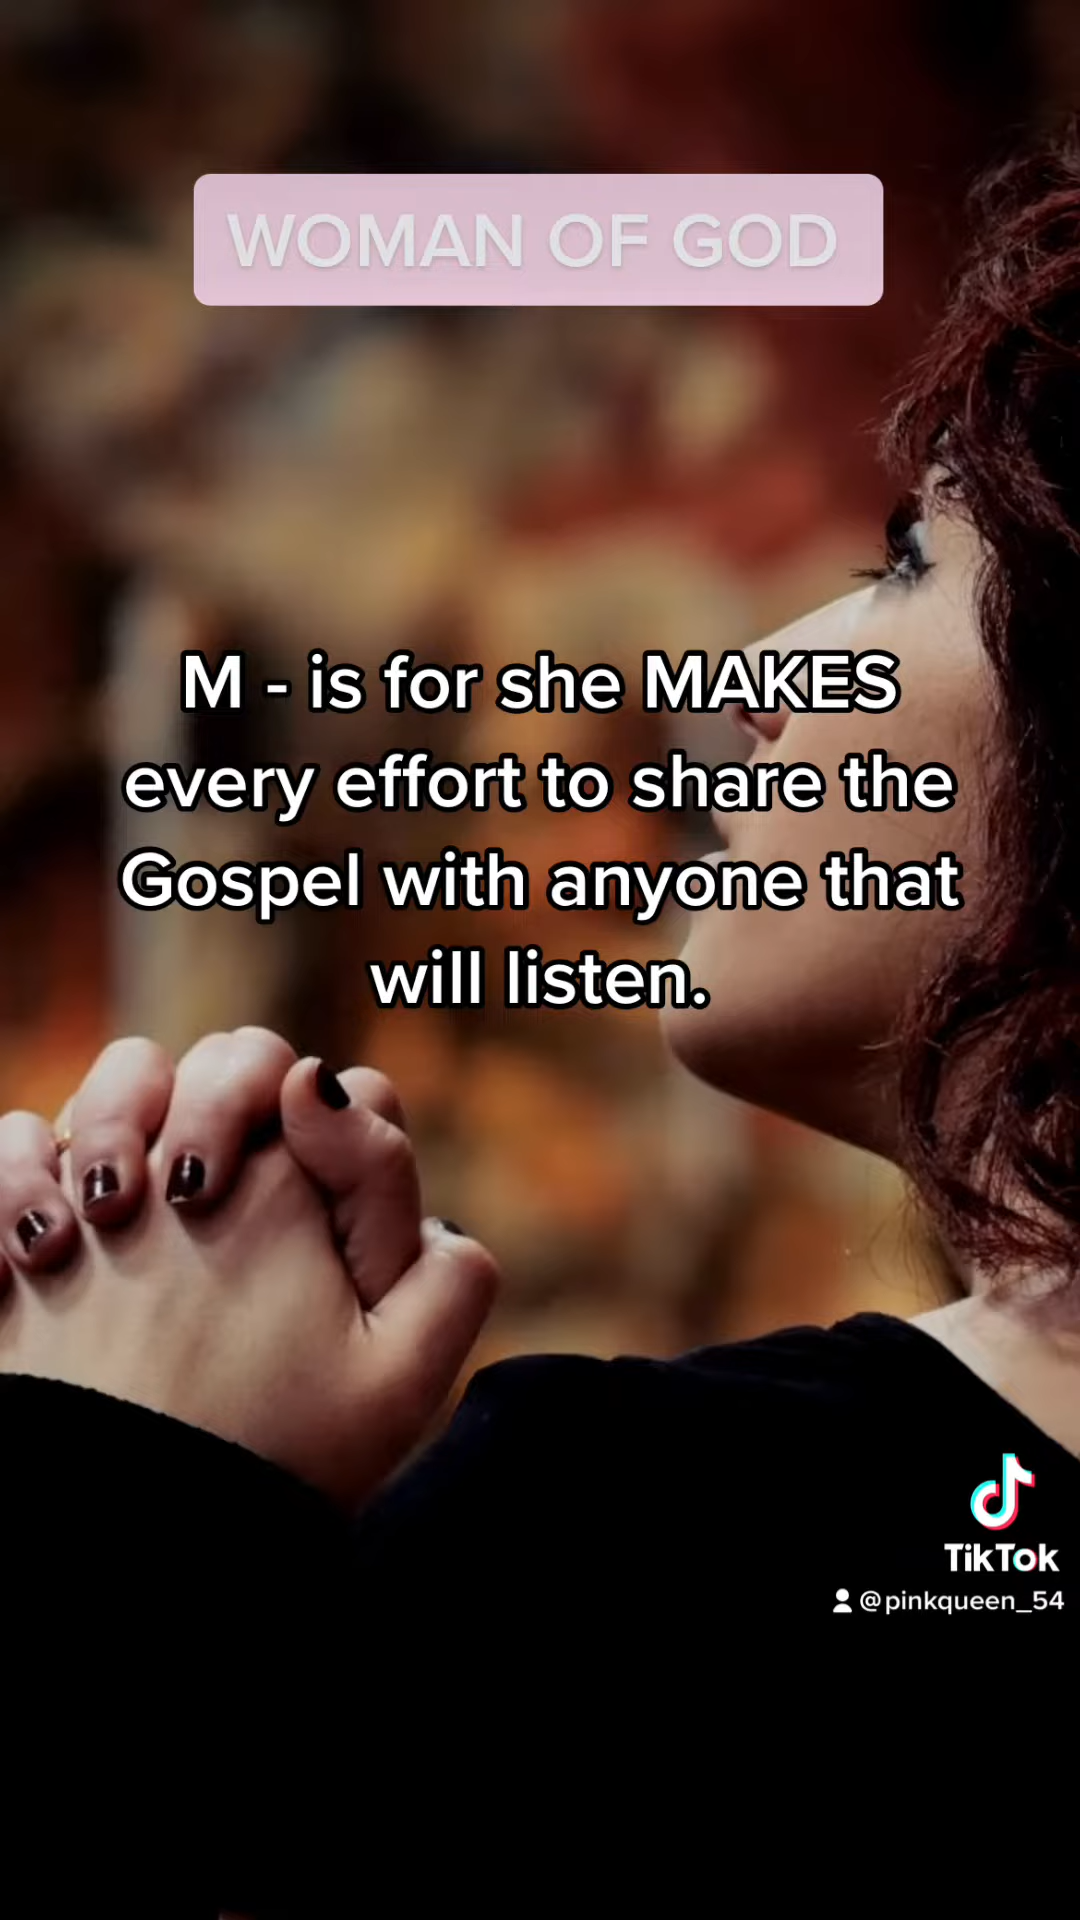 WOMAN OF GOD
M - is for she MAKES
every effort to share the
Gospel with anyone that
will listen.
TikTok
@pinkqueen_54